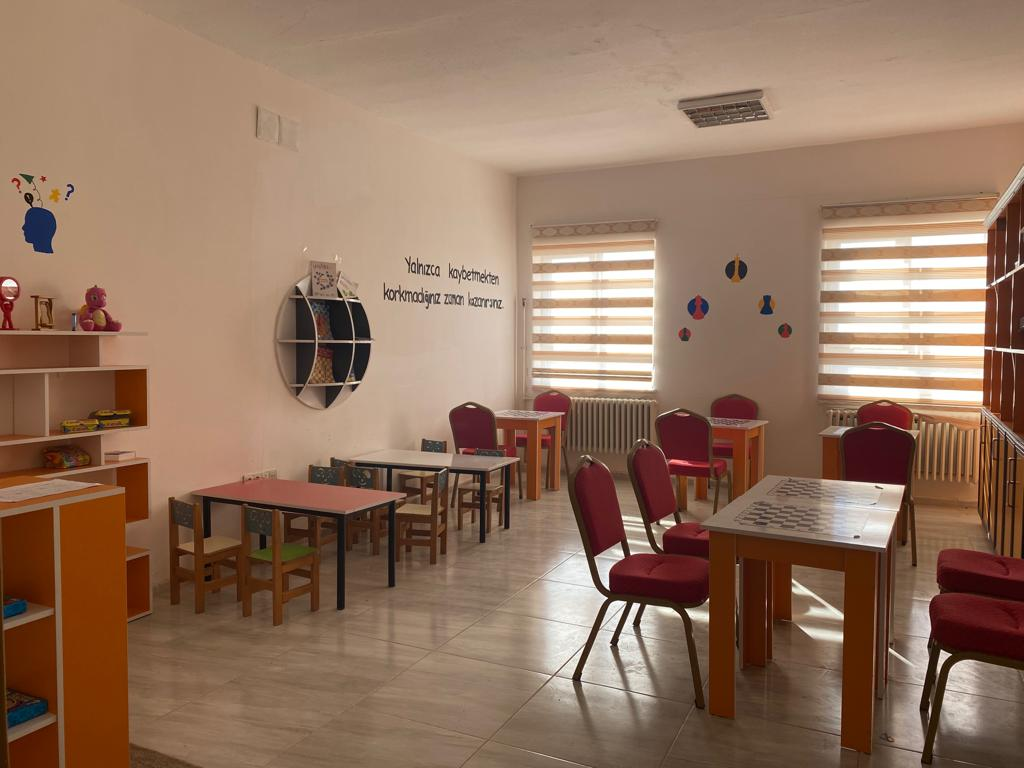 Yalnızca kaybetmekten
korkmadığınız zaman kazanırsınız.